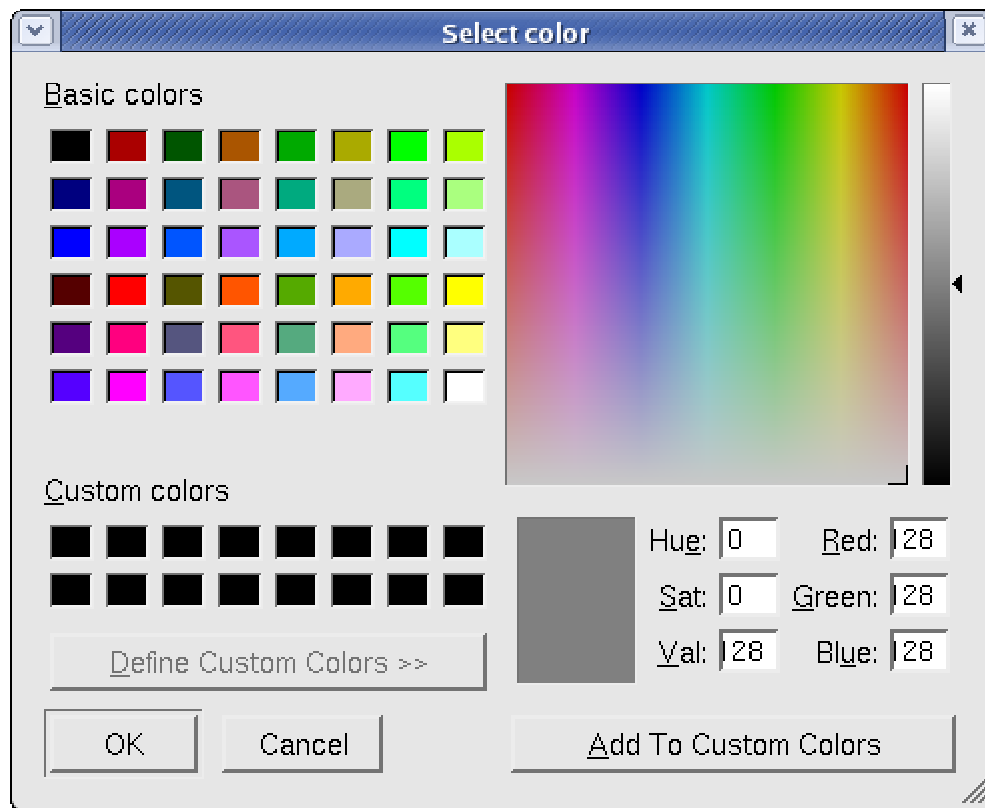 Select color
Basic colors
Custom colors
Define Custom Colors >>
OK
Cancel
Hue: 0
Red: 128
Sat: 0
Green: 128
Val: 128
Blue: 128
Add To Custom Colors